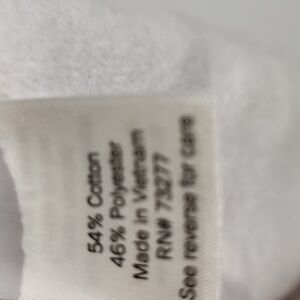 54% Cotton
46% Polyester
Made in Vietnam
RN# 73277
See reverse for care